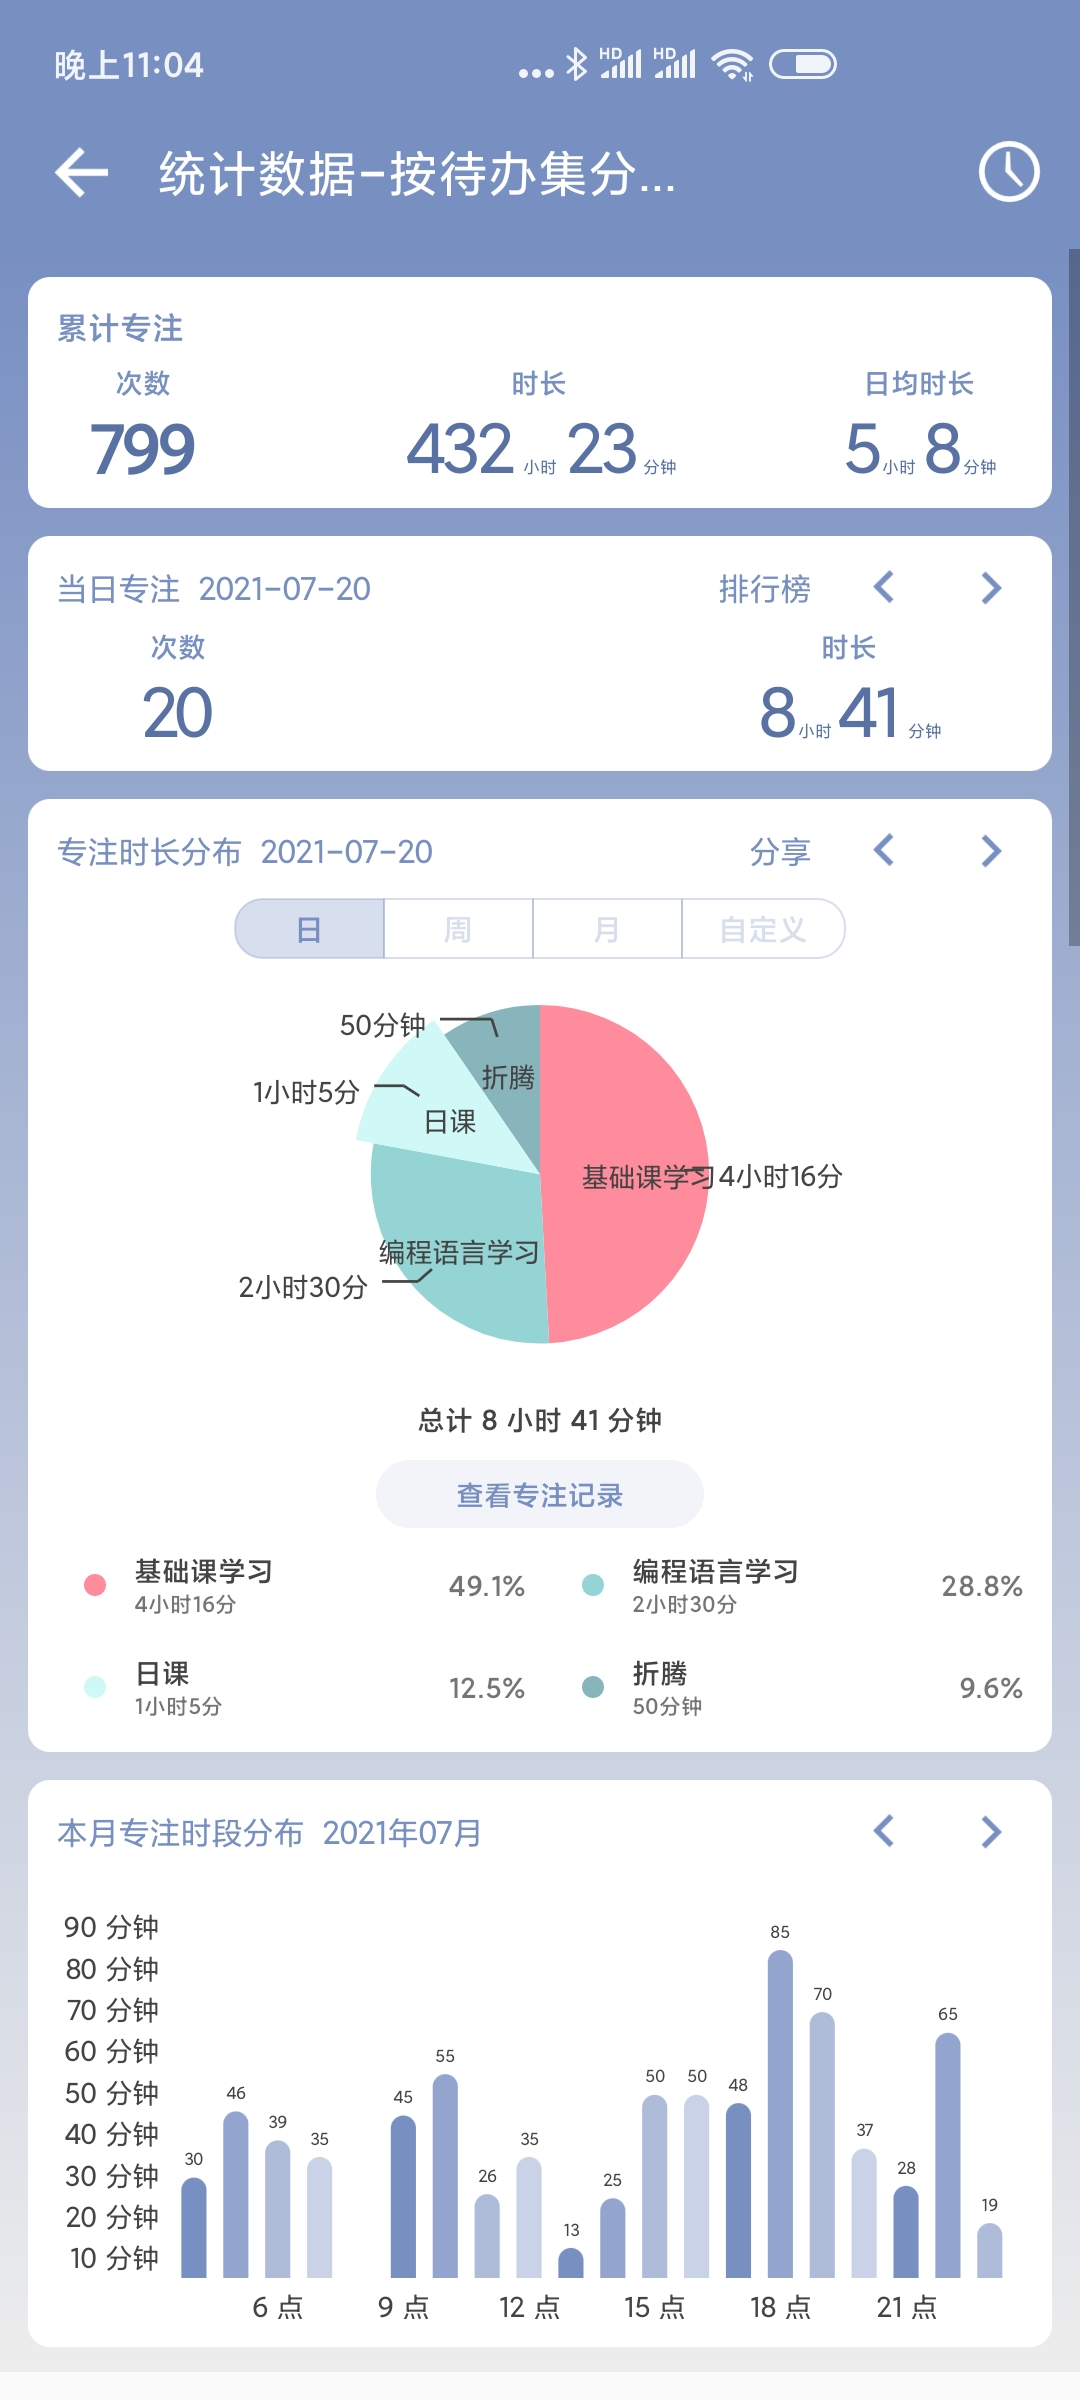 晚上11:04
HD HD
统计数据-按待办集分...
累计专注
次数 时长 日均时长
799 432小时23分钟 5小时8分钟
当日专注 2021-07-20 排行榜
次数 时长
20 8小时41分钟
专注时长分布 2021-07-20 分享
日 周 月 自定义
50分钟
折腾
1小时5分
日课
基础课学习 4小时16分
编程语言学习
2小时30分
总计 8 小时 41 分钟
查看专注记录
基础课学习 49.1% 编程语言学习 28.8%
4小时16分 2小时30分
日课 12.5% 折腾 9.6%
1小时5分 50分钟
本月专注时段分布 2021年07月
90 分钟
80 分钟
70 分钟
60 分钟
50 分钟
40 分钟
30 分钟
20 分钟
10 分钟
30 46 39 35 45 55 26 35 13 25 50 50 48 85 70 37 28 65 19
6 点 9 点 12 点 15 点 18 点 21 点